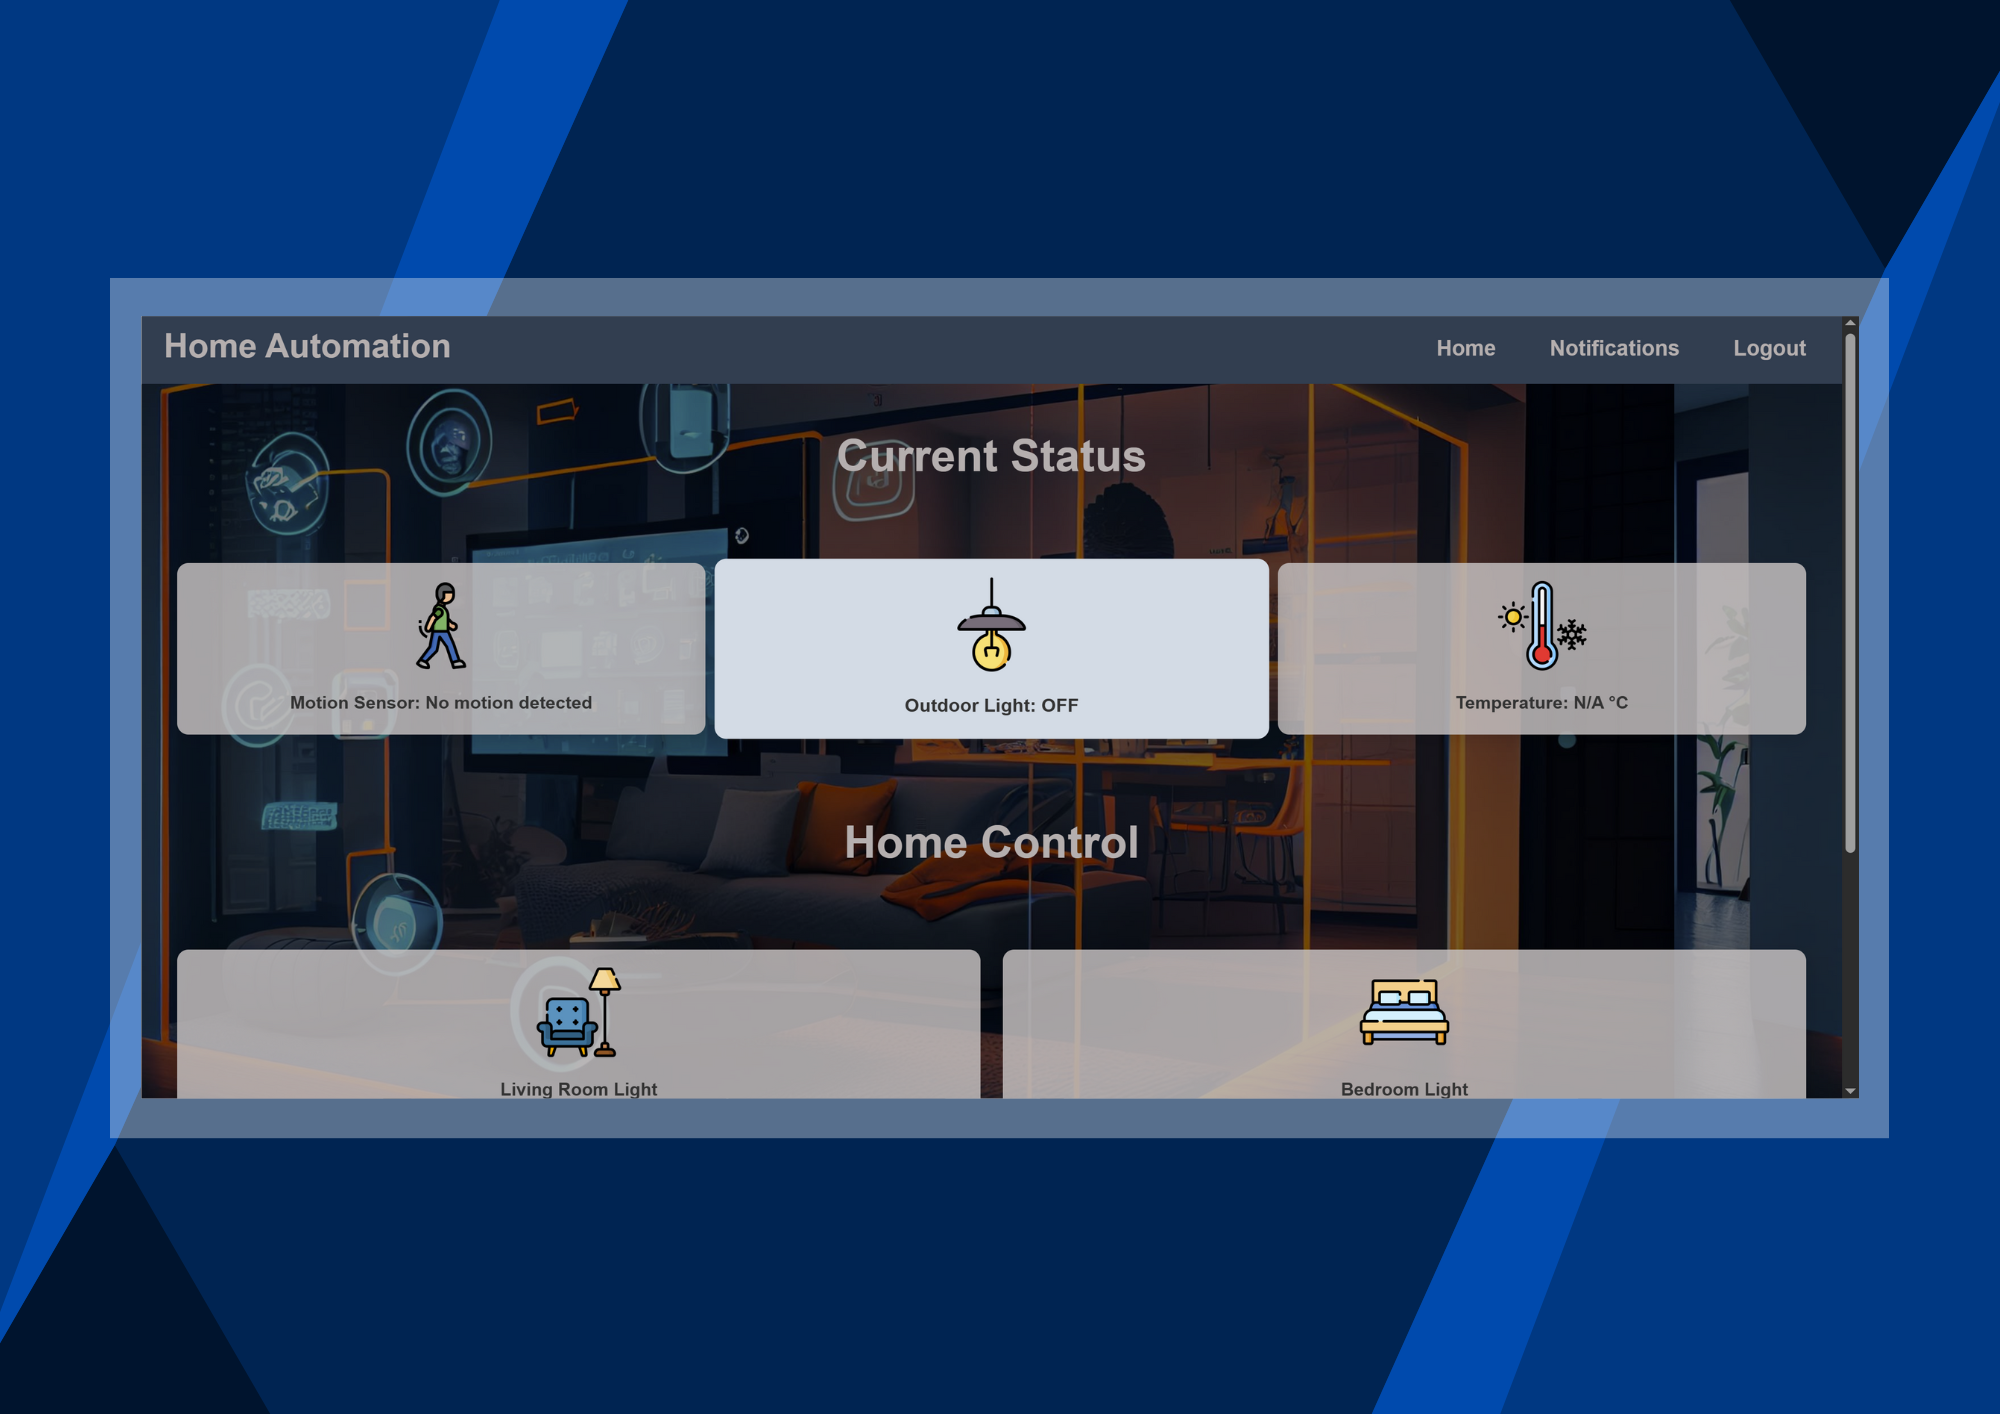 Home Automation
Home Notifications Logout
Current Status
Motion Sensor: No motion detected
Outdoor Light: OFF
Temperature: N/A °C
Home Control
Living Room Light
Bedroom Light